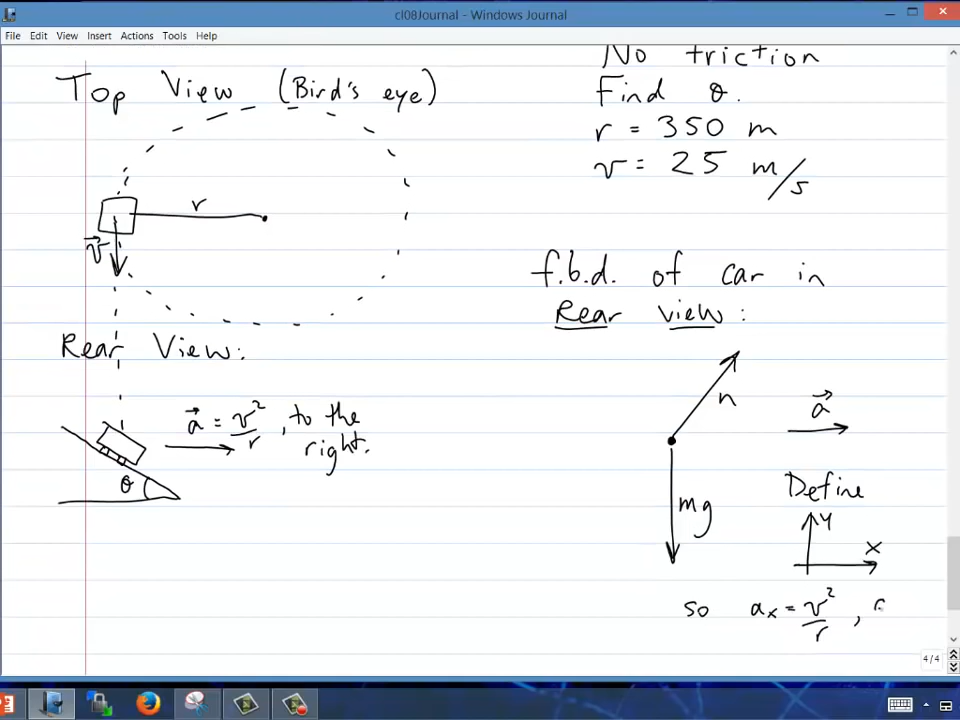 cl08Journal - Windows Journal
File Edit View Insert Actions Tools Help
Top View (Bird's eye)
r
v⃗
Rear View:
a⃗ = v²/r , to the
right.
θ
No friction
Find θ.
r = 350 m
v = 25 m/s
f.b.d. of car in
Rear view:
n
a⃗
mg
Define
y
x
so aₓ = v²/r ,
4/4